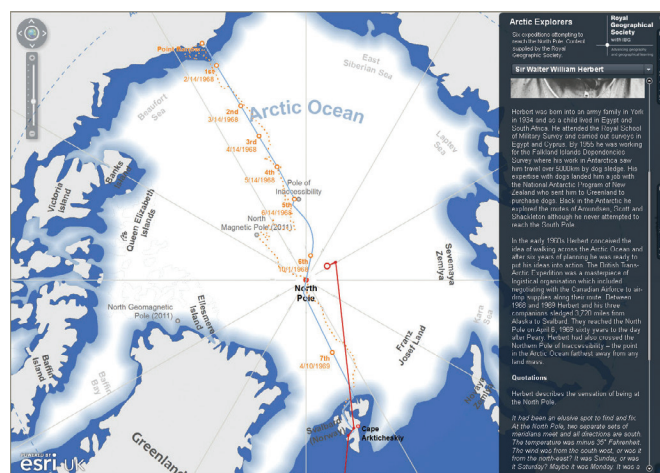 Arctic Explorers
Royal
Geographical
Society
with IBG
Advancing geography
and geographical learning
Six expeditions attempting to
reach the North Pole. Content
supplied by the Royal
Geographic Society.
Sir Walter William Herbert
Herbert was born into an army family in York
in 1934 and as a child lived in Egypt and
South Africa. He attended the Royal School
of Military Survey and carried out surveys in
Egypt and Cyprus. By 1955 he was working
for the Falkland Islands Dependencies
Survey where his work in Antarctica saw
him travel over 5000km by dog sledge. His
expertise with dogs landed him a job with
the National Antarctic Program of New
Zealand who sent him to Greenland to
purchase dogs. Back in the Antarctic he
explored the routes of Amundsen, Scott and
Shackleton although he never attempted to
reach the South Pole.
In the early 1960s Herbert conceived the
idea of walking across the Arctic Ocean and
after six years of planning he was ready to
put his ideas into action. The British Trans-
Arctic Expedition was a masterpiece of
logistical organisation which included
negotiating with the Canadian Airforce to air-
drop supplies along their route. Between
1968 and 1969 Herbert and his three
companions sledged 3,720 miles from
Alaska to Svalbard. They reached the North
Pole on April 6, 1969 sixty years to the day
after Peary. Herbert had also crossed the
Northern Pole of Inaccessibility – the point
in the Arctic Ocean farthest away from any
land mass.
Quotations
Herbert describes the sensation of being at
the North Pole.
It had been an elusive spot to find and fix.
At the North Pole, two separate sets of
meridians meet and all directions are south.
The temperature was minus 35° Fahrenheit.
The wind was from the south west, or was it
from the north-east? It was Sunday, or was
it Saturday? Maybe it was Monday. It was a
Point
1st
2/14/1968
2nd
3/14/1968
3rd
4/14/1968
4th
5/14/1968
5th
6/14/1968
6th
10/1/1968
7th
4/10/1969
East
Siberian Sea
Beaufort
Sea
Arctic Ocean
Laptev
Sea
Banks
Victoria
Island
Queen Elizabeth
Islands
Pole of
Inaccessibility
North
Magnetic Pole (2011)
Severnaya
Zemlya
North
Pole
North Geomagnetic
Pole (2011)
Ellesmere
Island
Kara
Sea
Franz
Josef Land
Baffin
Island
Baffin
Bay
Novaya
Zemlya
Svalbard
(Norway)
Cape
Arkticheskiy
Greenland
POWERED BY
esri uk